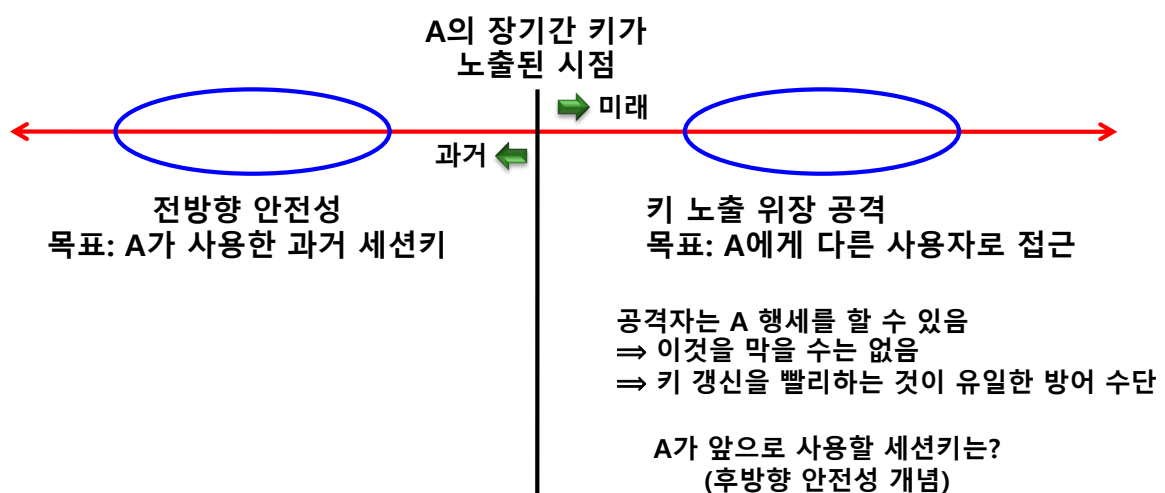 A의 장기간 키가
노출된 시점
미래
과거
전방향 안전성
목표: A가 사용한 과거 세션키
키 노출 위장 공격
목표: A에게 다른 사용자로 접근
공격자는 A 행세를 할 수 있음
⇒ 이것을 막을 수는 없음
⇒ 키 갱신을 빨리하는 것이 유일한 방어 수단
A가 앞으로 사용할 세션키는?
(후방향 안전성 개념)